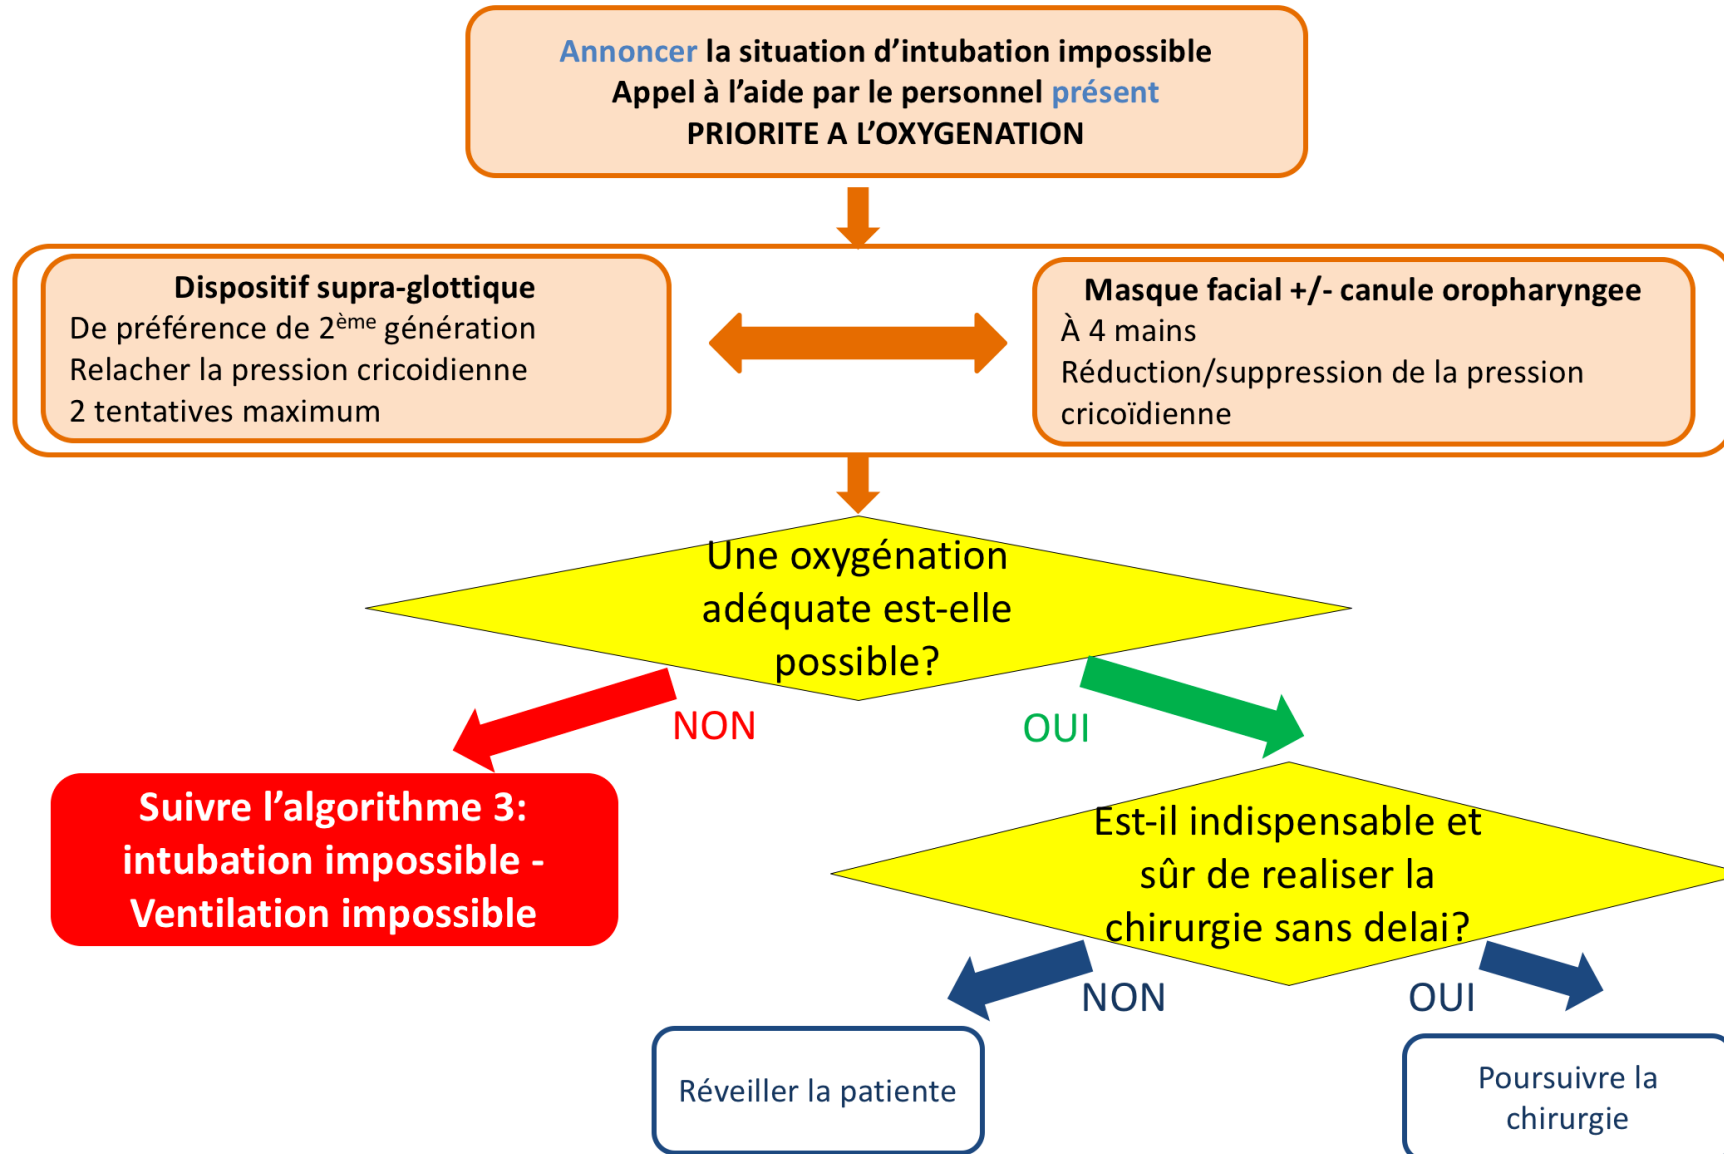 Annoncer la situation d’intubation impossible
Appel à l’aide par le personnel présent
PRIORITE A L’OXYGENATION
Dispositif supra-glottique
De préférence de 2ème génération
Relacher la pression cricoidienne
2 tentatives maximum
Masque facial +/- canule oropharyngee
À 4 mains
Réduction/suppression de la pression
cricoïdienne
Une oxygénation
adéquate est-elle
possible?
NON
OUI
Suivre l’algorithme 3:
intubation impossible -
Ventilation impossible
Est-il indispensable et
sûr de realiser la
chirurgie sans delai?
NON
OUI
Réveiller la patiente
Poursuivre la
chirurgie